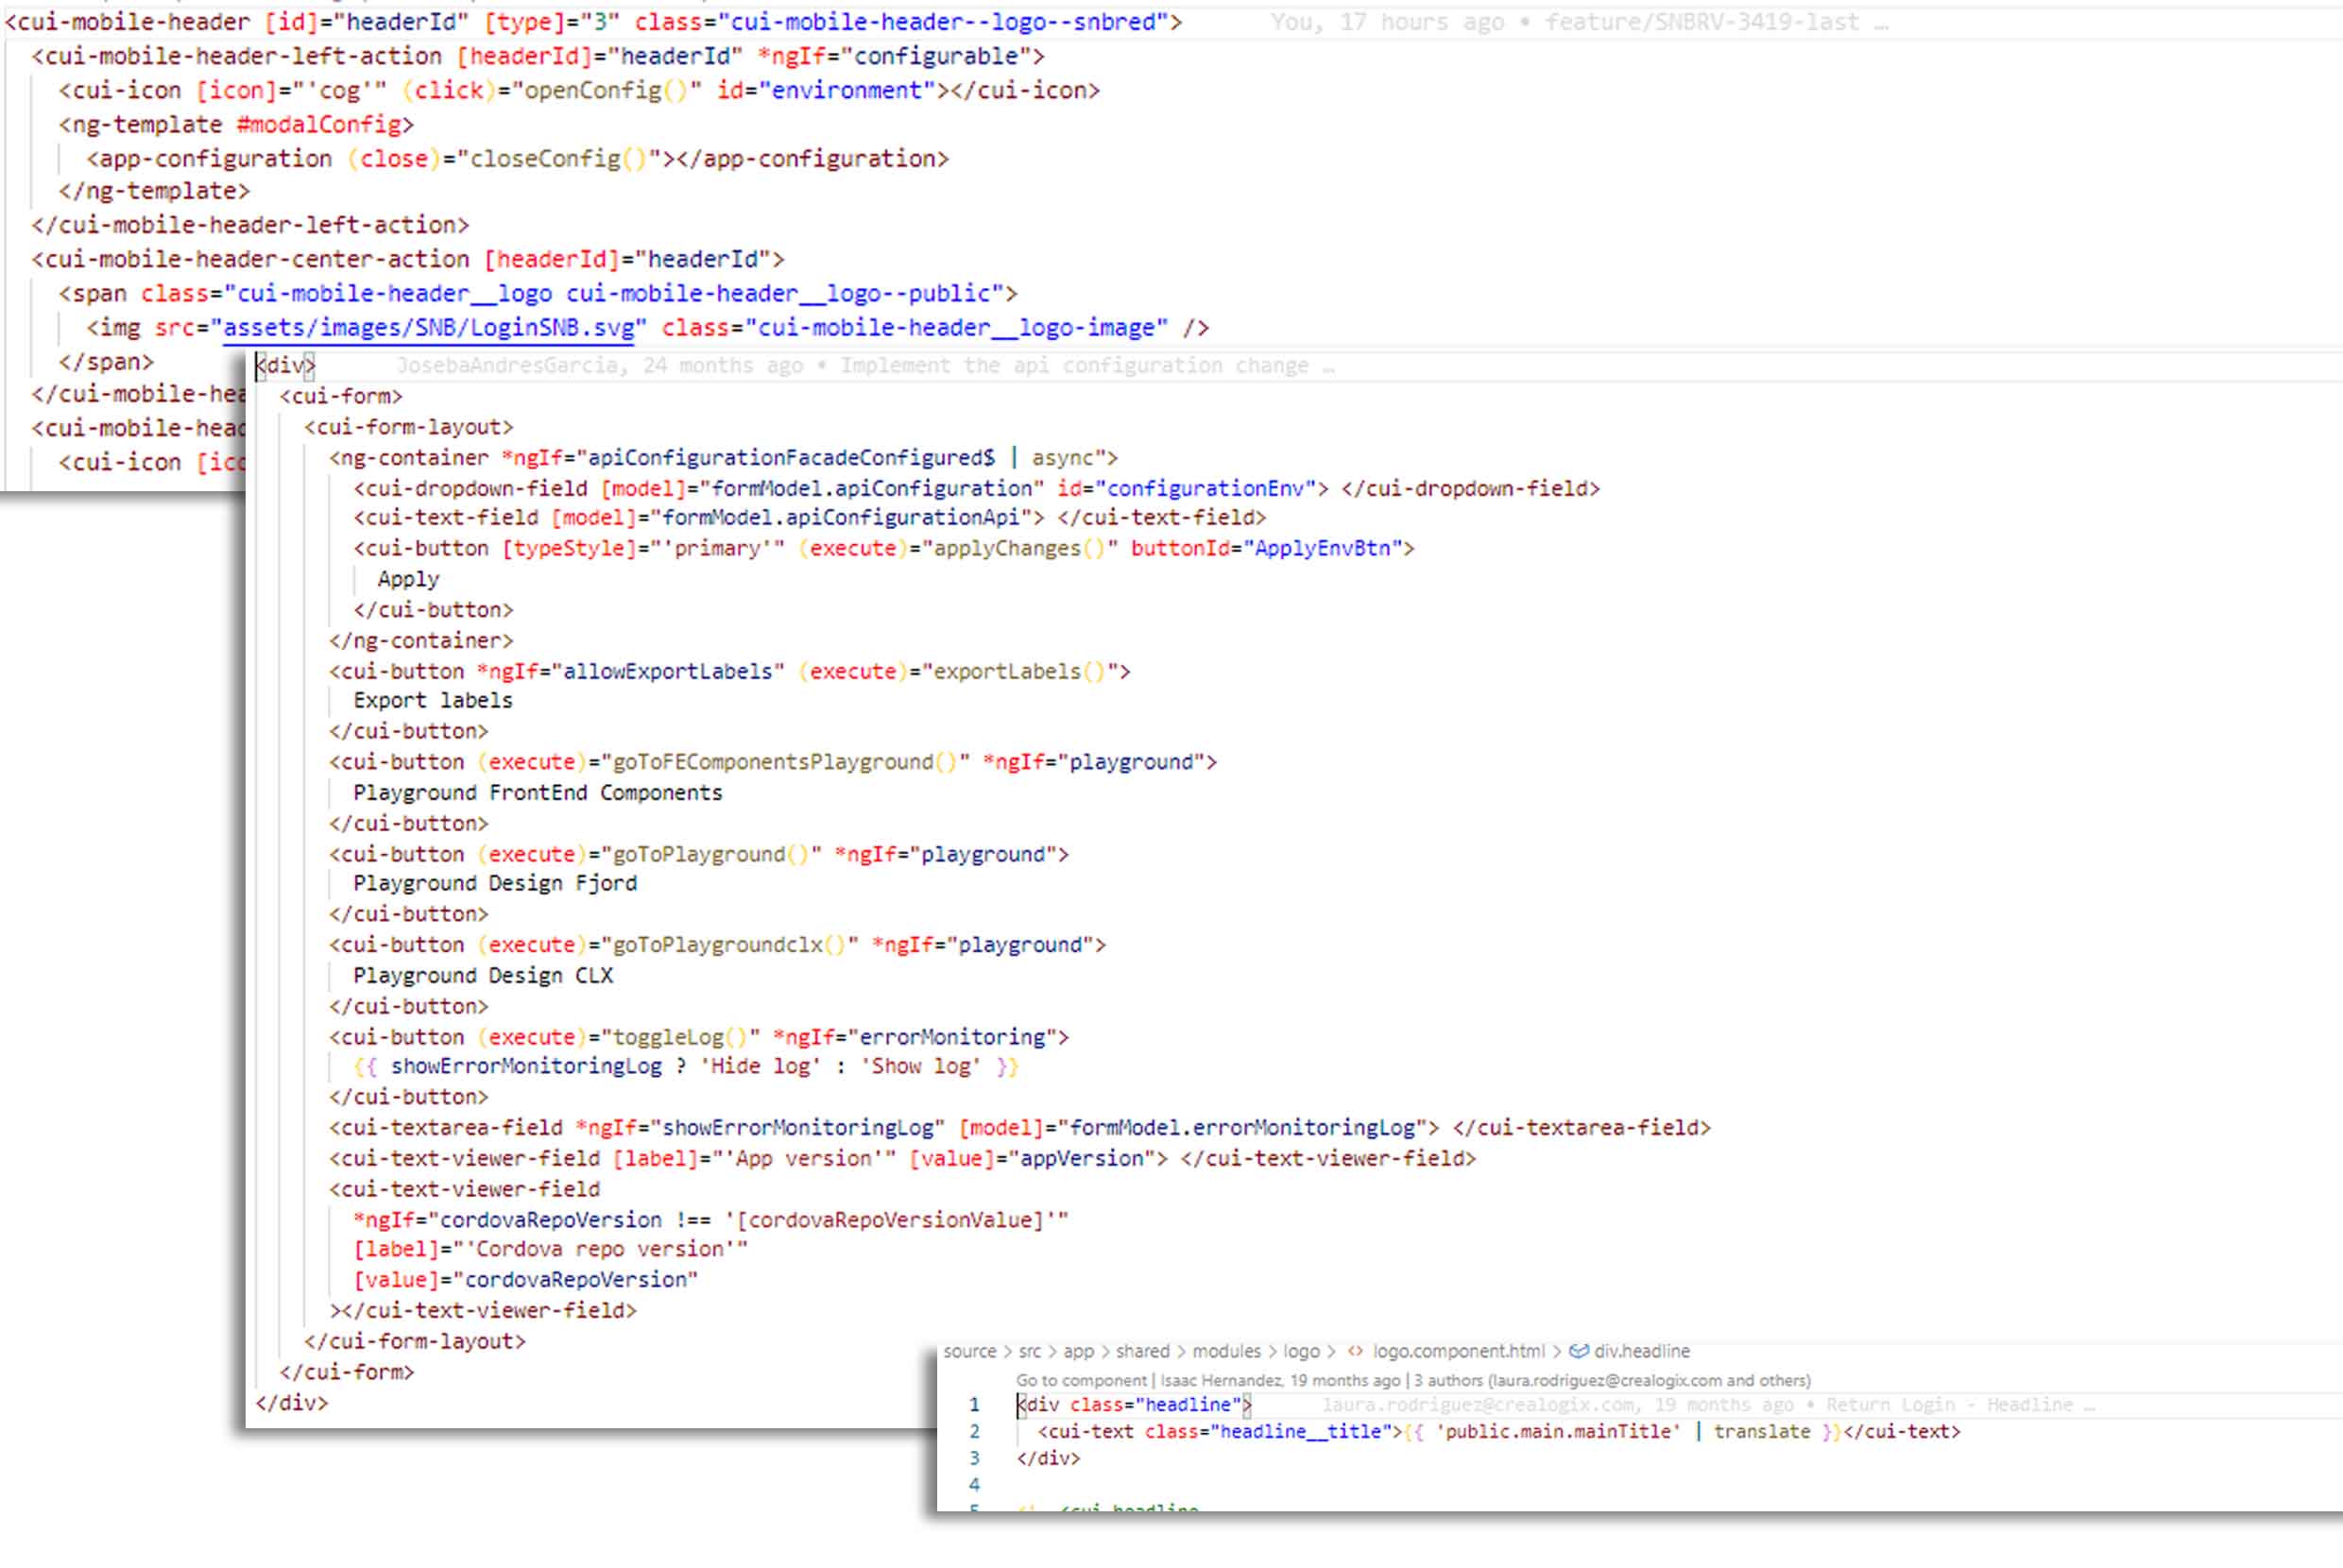 <cui-mobile-header [id]="headerId" [type]="3" class="cui-mobile-header--logo--snbred"> You, 17 hours ago • feature/SNBRV-3419-last …
<cui-mobile-header-left-action [headerId]="headerId" *ngIf="configurable">
<cui-icon [icon]="'cog'" (click)="openConfig()" id="environment"></cui-icon>
<ng-template #modalConfig>
<app-configuration (close)="closeConfig()"></app-configuration>
</ng-template>
</cui-mobile-header-left-action>
<cui-mobile-header-center-action [headerId]="headerId">
<span class="cui-mobile-header__logo cui-mobile-header__logo--public">
<img src="assets/images/SNB/LoginSNB.svg" class="cui-mobile-header__logo-image" />
</span>
</cui-mobile-hea
<cui-mobile-head
<cui-icon [ico
<div> JosebaAndresGarcia, 24 months ago • Implement the api configuration change …
<cui-form>
<cui-form-layout>
<ng-container *ngIf="apiConfigurationFacadeConfigured$ | async">
<cui-dropdown-field [model]="formModel.apiConfiguration" id="configurationEnv"> </cui-dropdown-field>
<cui-text-field [model]="formModel.apiConfigurationApi"> </cui-text-field>
<cui-button [typeStyle]="'primary'" (execute)="applyChanges()" buttonId="ApplyEnvBtn">
Apply
</cui-button>
</ng-container>
<cui-button *ngIf="allowExportLabels" (execute)="exportLabels()">
Export labels
</cui-button>
<cui-button (execute)="goToFEComponentsPlayground()" *ngIf="playground">
Playground FrontEnd Components
</cui-button>
<cui-button (execute)="goToPlayground()" *ngIf="playground">
Playground Design Fjord
</cui-button>
<cui-button (execute)="goToPlaygroundclx()" *ngIf="playground">
Playground Design CLX
</cui-button>
<cui-button (execute)="toggleLog()" *ngIf="errorMonitoring">
{{ showErrorMonitoringLog ? 'Hide log' : 'Show log' }}
</cui-button>
<cui-textarea-field *ngIf="showErrorMonitoringLog" [model]="formModel.errorMonitoringLog"> </cui-textarea-field>
<cui-text-viewer-field [label]="'App version'" [value]="appVersion"> </cui-text-viewer-field>
<cui-text-viewer-field
*ngIf="cordovaRepoVersion !== '[cordovaRepoVersionValue]'"
[label]="'Cordova repo version'"
[value]="cordovaRepoVersion"
></cui-text-viewer-field>
</cui-form-layout>
</cui-form>
</div>
source > src > app > shared > modules > logo > <> logo.component.html > div.headline
Go to component | Isaac Hernandez, 19 months ago | 3 authors (laura.rodriguez@crealogix.com and others)
1 <div class="headline"> laura.rodriguez@crealogix.com, 19 months ago • Return Login - Headline …
2 <cui-text class="headline__title">{{ 'public.main.mainTitle' | translate }}</cui-text>
3 </div>
4